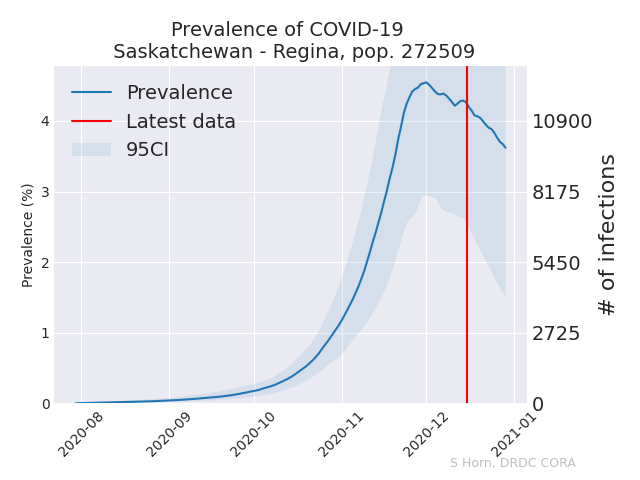 Prevalence of COVID-19
Saskatchewan - Regina, pop. 272509
Prevalence
Latest data
95CI
Prevalence (%)
4
3
2
1
0
10900
8175
5450
2725
0
# of infections
2020-08
2020-09
2020-10
2020-11
2020-12
2021-01
S Horn, DRDC CORA